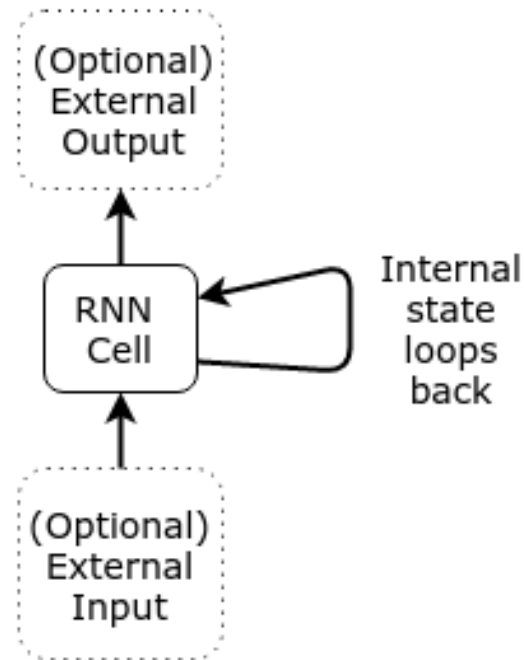 (Optional)
External
Output
RNN
Cell
Internal
state
loops
back
(Optional)
External
Input